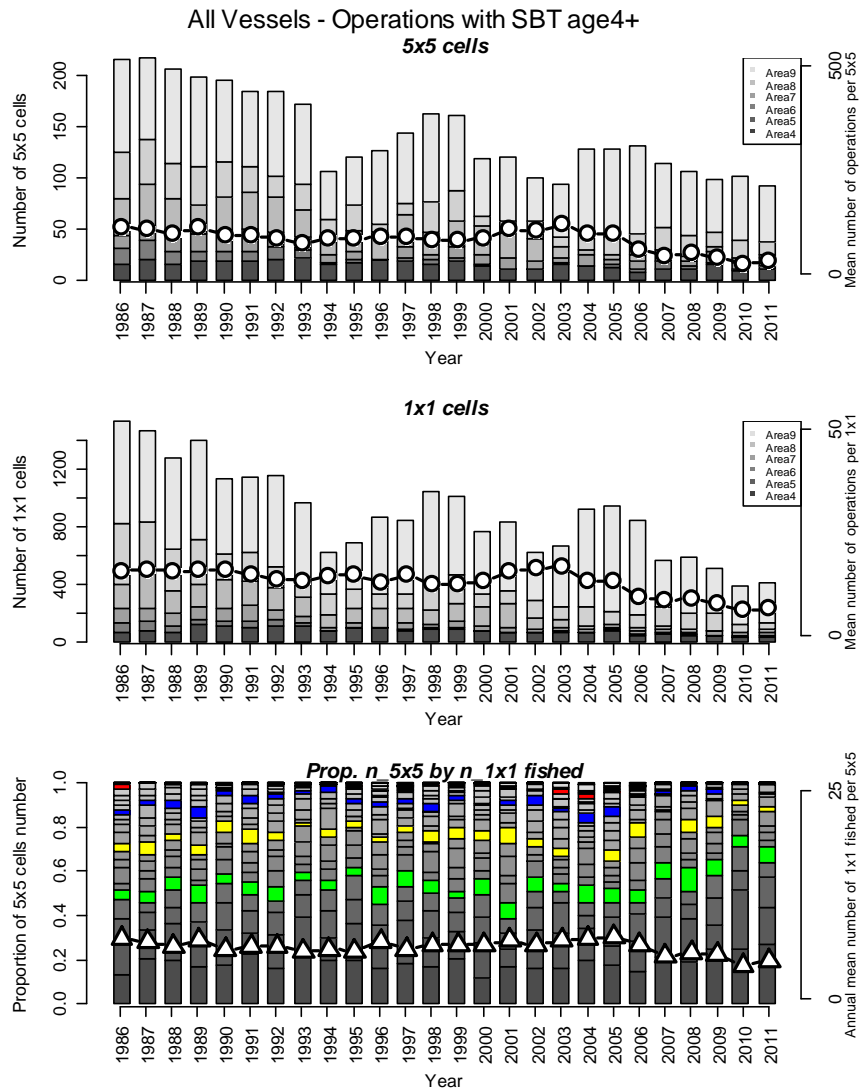 All Vessels - Operations with SBT age4+
5x5 cells
Number of 5x5 cells
0 50 100 150 200
Area9
Area8
Area7
Area6
Area5
Area4
0 500
Mean number of operations per 5x5
1986 1987 1988 1989 1990 1991 1992 1993 1994 1995 1996 1997 1998 1999 2000 2001 2002 2003 2004 2005 2006 2007 2008 2009 2010 2011
Year
1x1 cells
Number of 1x1 cells
0 400 800 1200
Area9
Area8
Area7
Area6
Area5
Area4
0 50
Mean number of operations per 1x1
1986 1987 1988 1989 1990 1991 1992 1993 1994 1995 1996 1997 1998 1999 2000 2001 2002 2003 2004 2005 2006 2007 2008 2009 2010 2011
Year
Prop. n_5x5 by n_1x1 fished
Proportion of 5x5 cells number
0.0 0.2 0.4 0.6 0.8 1.0
0 25
Annual mean number of 1x1 fished per 5x5
1986 1987 1988 1989 1990 1991 1992 1993 1994 1995 1996 1997 1998 1999 2000 2001 2002 2003 2004 2005 2006 2007 2008 2009 2010 2011
Year